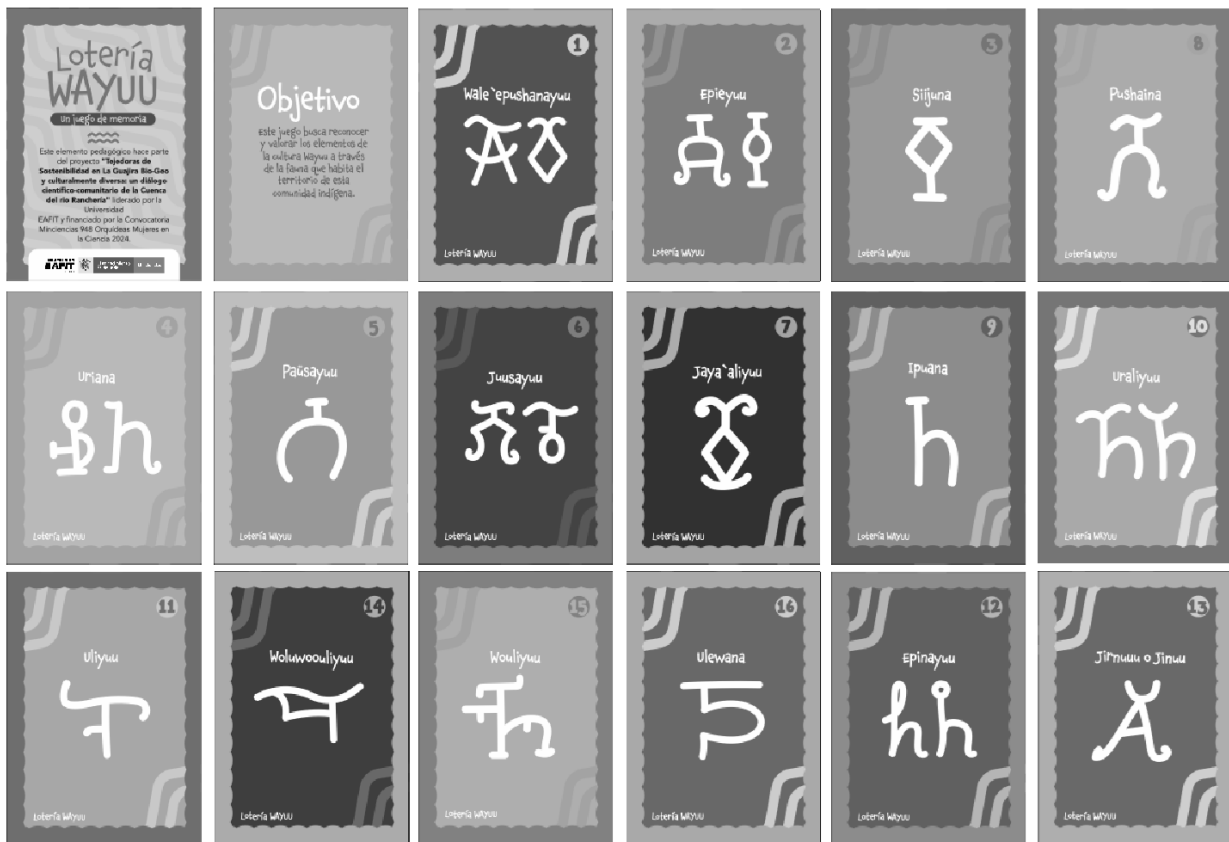 Lotería
WAYUU
un juego de memoria
Este elemento pedagógico hace parte
del proyecto "Tejedoras de
Sostenibilidad en La Guajira Bio-Geo
y culturalmente diversa: un diálogo
científico-comunitario de la Cuenca
del río Ranchería" liderado por la
Universidad
EAFIT y financiado por la Convocatoria
Minciencias 948 Orquídeas Mujeres en
la Ciencia 2024.
EAFIT
Objetivo
Este juego busca reconocer
y valorar los elementos de
la cultura Wayuu a través
de la fauna que habita el
territorio de esta
comunidad indígena.
1
Wale`epushanayuu
Lotería WAYUU
2
Epieyuu
Lotería WAYUU
3
Siijuna
Lotería WAYUU
8
Pushaina
Lotería WAYUU
4
Uriana
Lotería WAYUU
5
Paüsayuu
Lotería WAYUU
6
Juusayuu
Lotería WAYUU
7
Jaya`aliyuu
Lotería WAYUU
9
Ipuana
Lotería WAYUU
10
Uraliyuu
Lotería WAYUU
11
Uliyuu
Lotería WAYUU
14
Woluwoouliyuu
Lotería WAYUU
15
Wouliyuu
Lotería WAYUU
16
Ulewana
Lotería WAYUU
12
Epinayuu
Lotería WAYUU
13
Jirnuuu o Jinuu
Lotería WAYUU